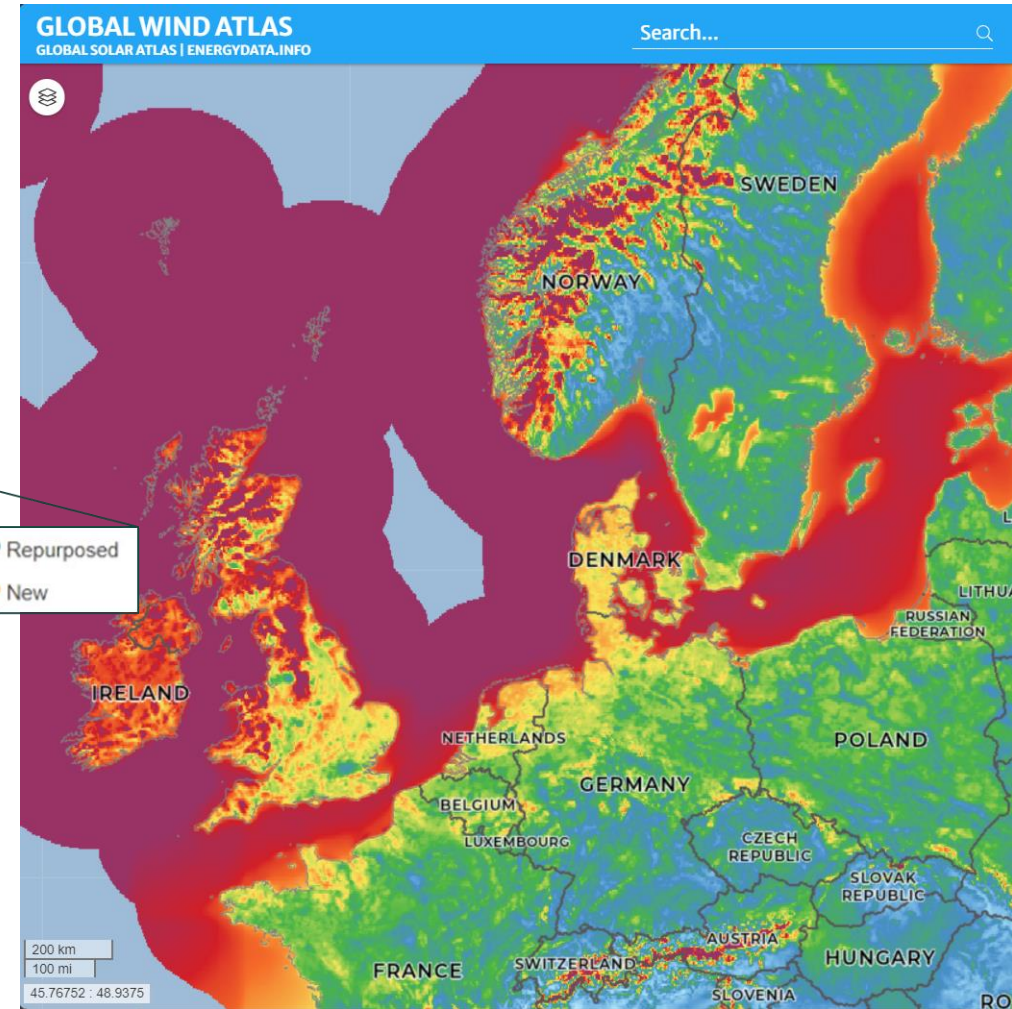 GLOBAL WIND ATLAS
GLOBAL SOLAR ATLAS | ENERGYDATA.INFO
Search...
SWEDEN
NORWAY
Repurposed
New
DENMARK
RUSSIAN
FEDERATION
IRELAND
NETHERLANDS
POLAND
GERMANY
BELGIUM
LUXEMBOURG
CZECH
REPUBLIC
SLOVAK
REPUBLIC
AUSTRIA
HUNGARY
FRANCE
SWITZERLAND
SLOVENIA
200 km
100 mi
45.76752 : 48.9375